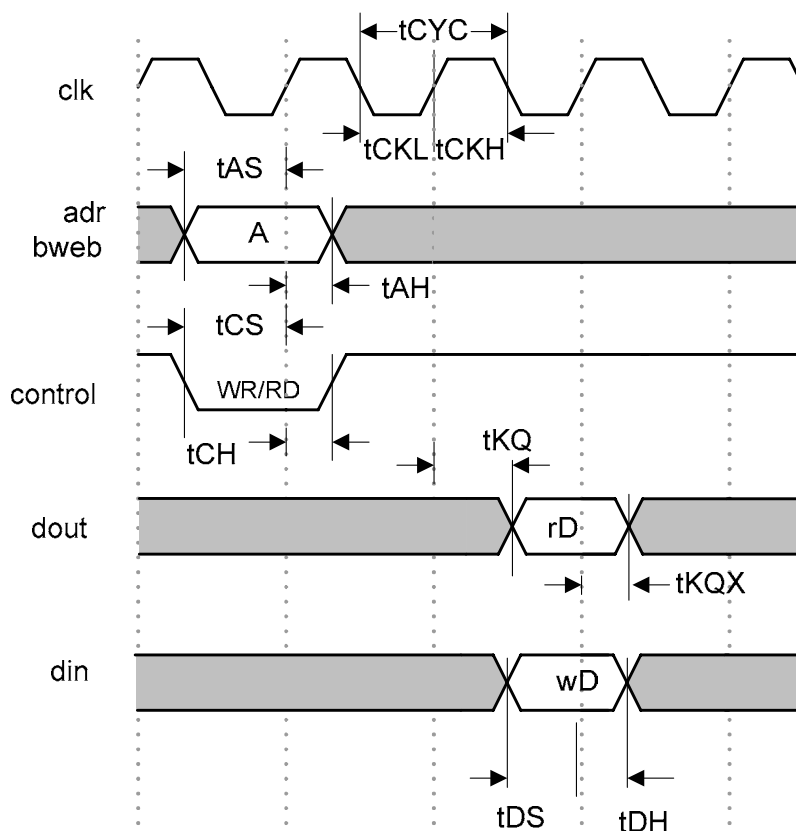 tCYC
clk
tCKL tCKH
tAS
adr
bweb
A
tAH
tCS
control
WR/RD
tCH
tKQ
dout
rD
tKQX
din
wD
tDS
tDH